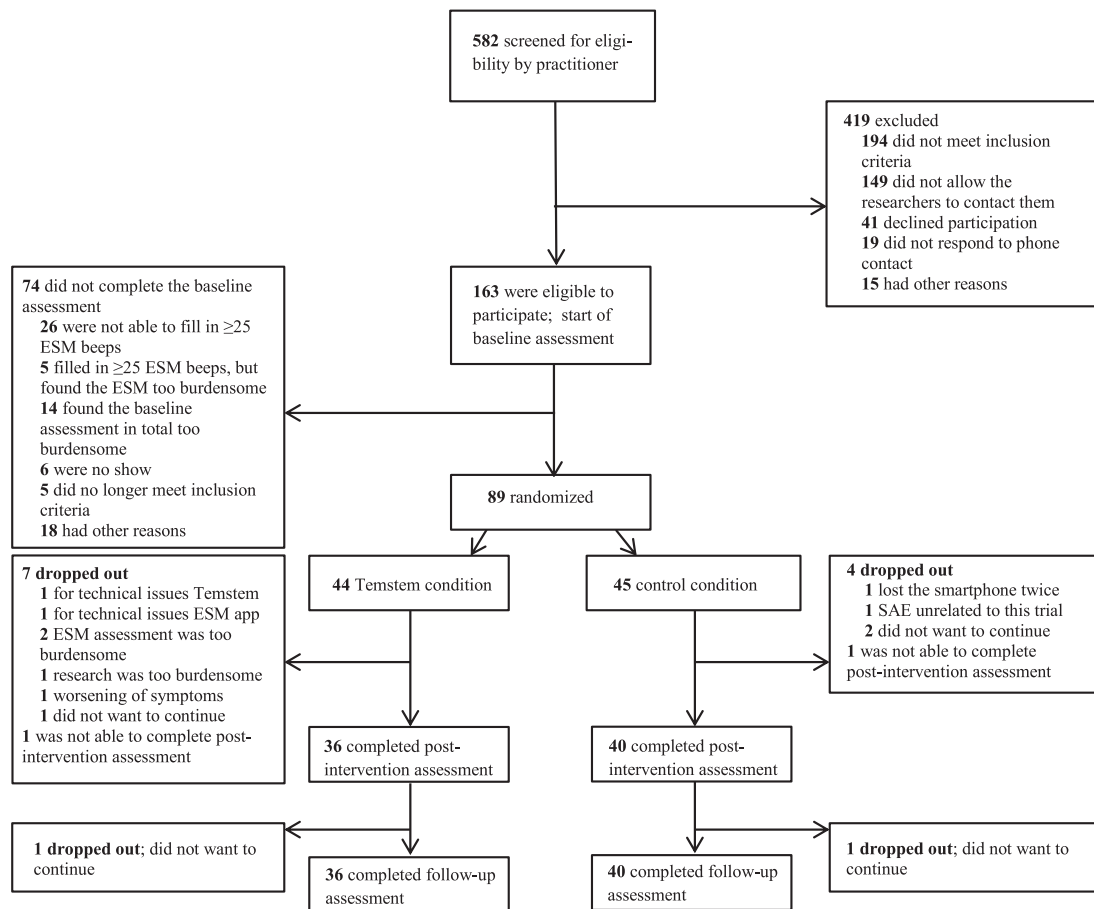 582 screened for eligi-
bility by practitioner
419 excluded
194 did not meet inclusion
criteria
149 did not allow the
researchers to contact them
41 declined participation
19 did not respond to phone
contact
15 had other reasons
163 were eligible to
participate; start of
baseline assessment
74 did not complete the baseline
assessment
26 were not able to fill in ≥25
ESM beeps
5 filled in ≥25 ESM beeps, but
found the ESM too burdensome
14 found the baseline
assessment in total too
burdensome
6 were no show
5 did no longer meet inclusion
criteria
18 had other reasons
89 randomized
44 Temstem condition
45 control condition
7 dropped out
1 for technical issues Temstem
1 for technical issues ESM app
2 ESM assessment was too
burdensome
1 research was too burdensome
1 worsening of symptoms
1 did not want to continue
1 was not able to complete post-
intervention assessment
4 dropped out
1 lost the smartphone twice
1 SAE unrelated to this trial
2 did not want to continue
1 was not able to complete
post-intervention assessment
36 completed post-
intervention assessment
40 completed post-
intervention assessment
1 dropped out; did not want to
continue
1 dropped out; did not want to
continue
36 completed follow-up
assessment
40 completed follow-up
assessment